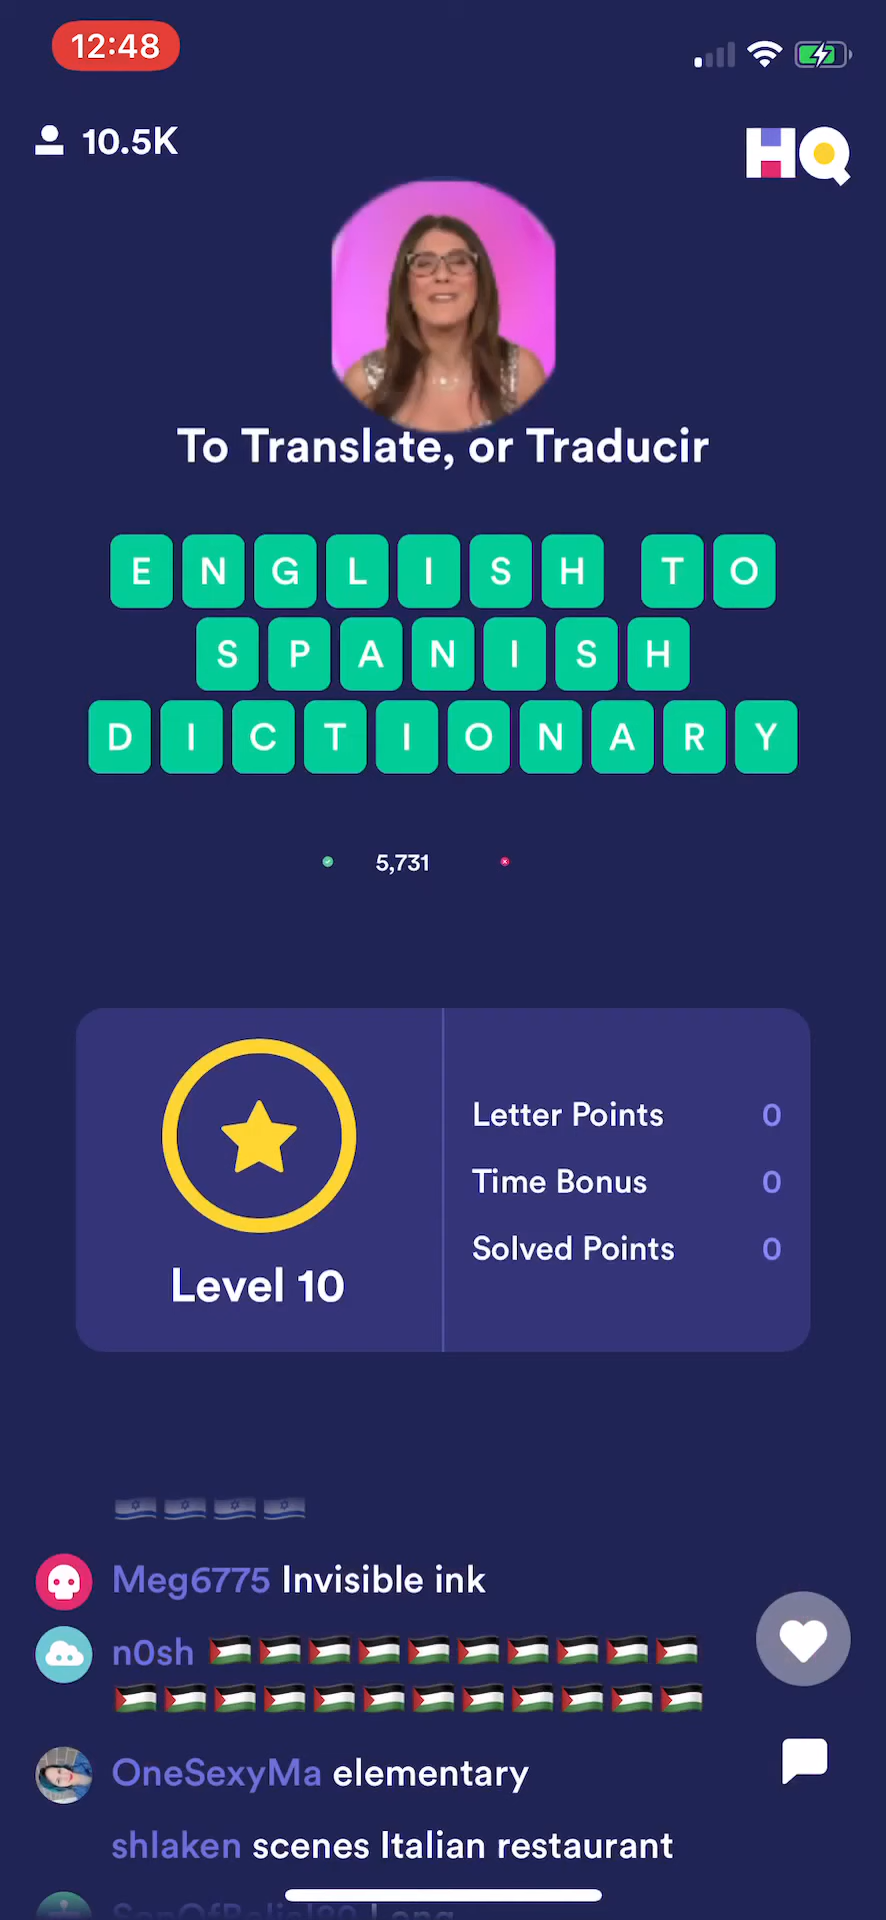 12:48
10.5K
HQ
To Translate, or Traducir
ENGLISH TO
SPANISH
DICTIONARY
5,731
Letter Points 0
Time Bonus 0
Solved Points 0
Level 10
Meg6775 Invisible ink
n0sh
OneSexyMa elementary
shlaken scenes Italian restaurant